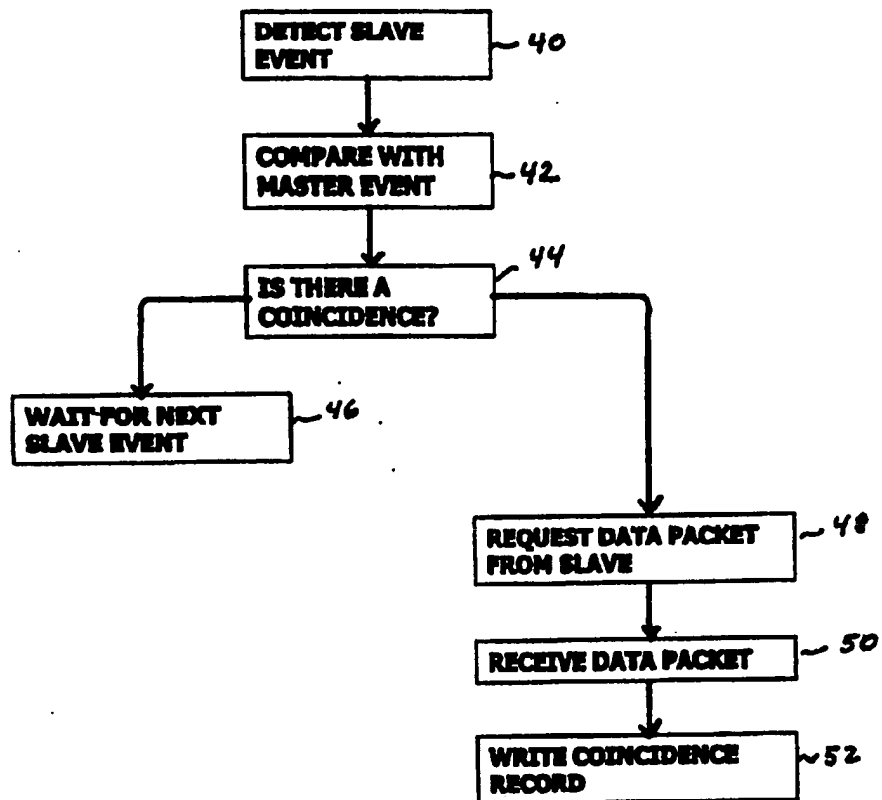 DETECT SLAVE
EVENT
40
COMPARE WITH
MASTER EVENT
42
IS THERE A
COINCIDENCE?
44
WAIT FOR NEXT
SLAVE EVENT
46
REQUEST DATA PACKET
FROM SLAVE
48
RECEIVE DATA PACKET
50
WRITE COINCIDENCE
RECORD
52